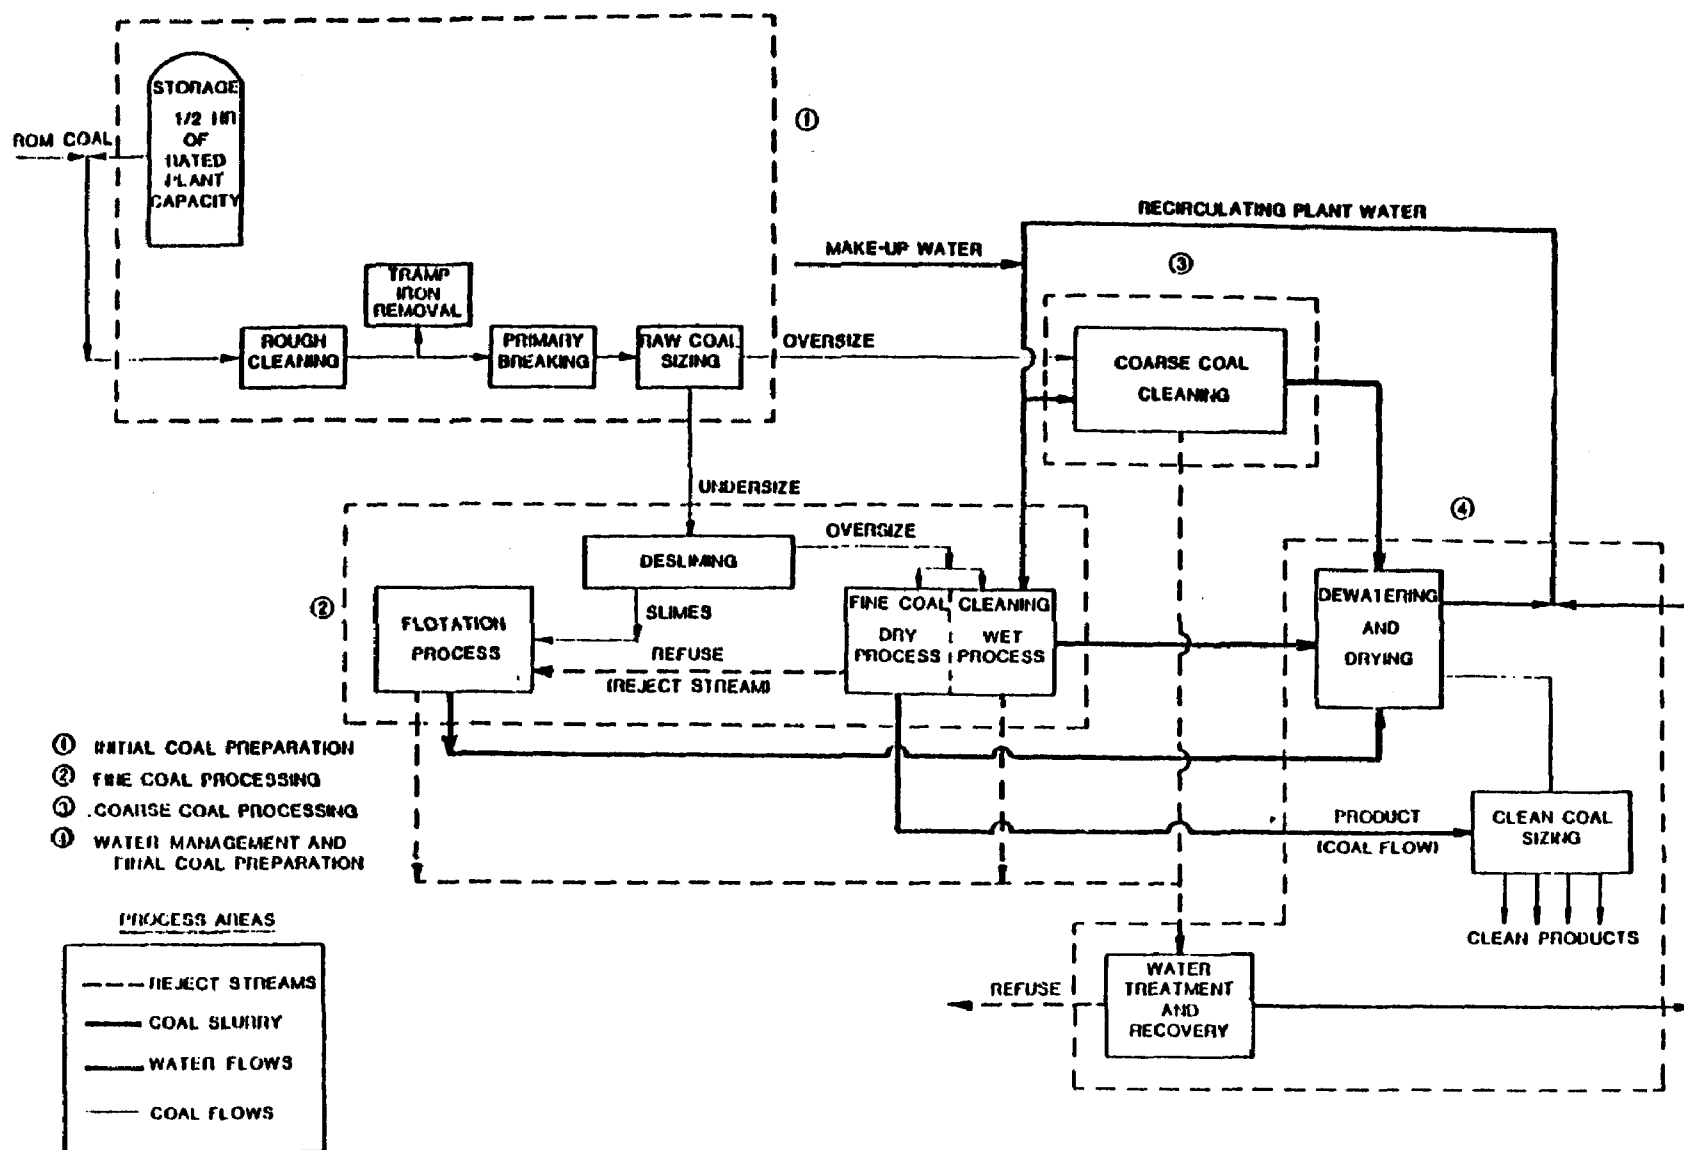 STORAGE
1/2 HR
OF
RATED
PLANT
CAPACITY
ROM COAL
①
TRAMP
IRON
REMOVAL
ROUGH
CLEANING
PRIMARY
BREAKING
RAW COAL
SIZING
OVERSIZE
UNDERSIZE
RECIRCULATING PLANT WATER
MAKE-UP WATER
③
COARSE COAL
CLEANING
④
②
DESLIMING
OVERSIZE
SLIMES
FLOTATION
PROCESS
REFUSE
(REJECT STREAM)
FINE COAL CLEANING
DRY
PROCESS
WET
PROCESS
DEWATERING
AND
DRYING
PRODUCT
(COAL FLOW)
CLEAN COAL
SIZING
CLEAN PRODUCTS
WATER
TREATMENT
AND
RECOVERY
REFUSE
① INITIAL COAL PREPARATION
② FINE COAL PROCESSING
③ COARSE COAL PROCESSING
④ WATER MANAGEMENT AND
FINAL COAL PREPARATION
PROCESS AREAS
REJECT STREAMS
COAL SLURRY
WATER FLOWS
COAL FLOWS